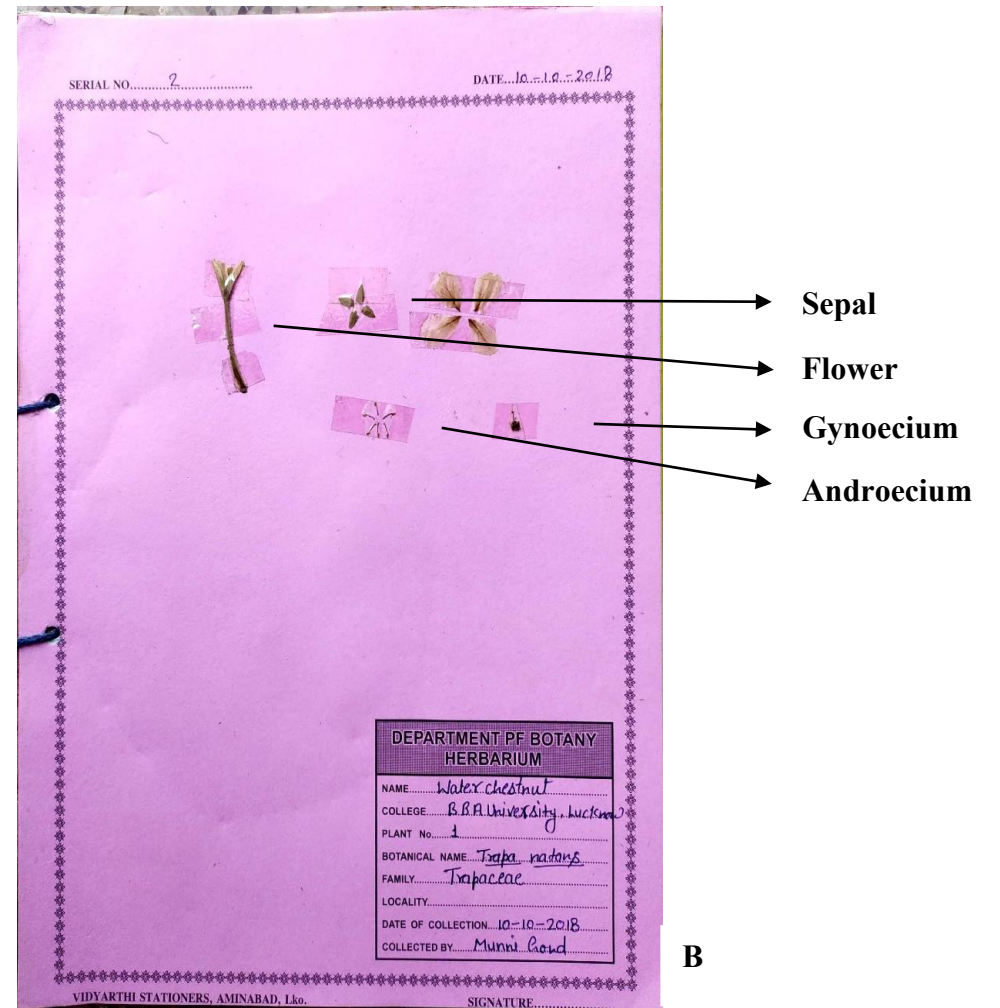 SERIAL NO...........2....................
DATE...10-10-2018
Sepal
Flower
Gynoecium
Androecium
DEPARTMENT PF BOTANY
HERBARIUM
NAME..........Water chestnut
COLLEGE.......B.B.A University, Lucknow
PLANT No.....1
BOTANICAL NAME...Trapa natans
FAMILY..........Trapaceae
LOCALITY
DATE OF COLLECTION...10-10-2018
COLLECTED BY.......Munni
B
VIDYARTHI STATIONERS, AMINABAD, Lko.
SIGNATURE